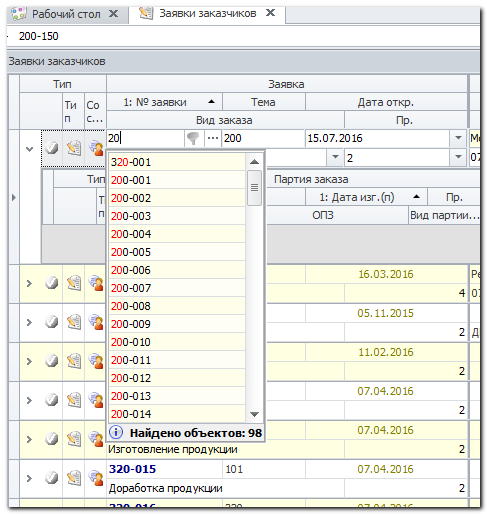 Рабочий стол Заявки заказчиков
200-150
Заявки заказчиков
Тип Заявка
Ти п Со с... 1: № заявки Тема Дата откр.
Вид заказа Пр.
20 ... 200 15.07.2016
320-001 2 07
200-001 Тип Партия заказа
200-002 1: Дата изг.(п) Пр.
200-003 ОПЗ Вид партии...
200-004
200-005
200-006 16.03.2016
200-007 4 07
200-008 05.11.2015
200-009 2
200-010
200-011 11.02.2016
200-012 2
200-013 07.04.2016
200-014 2
Найдено объектов: 98 07.04.2016
Изготовление продукции 2
320-015 101 07.04.2016
Доработка продукции 2